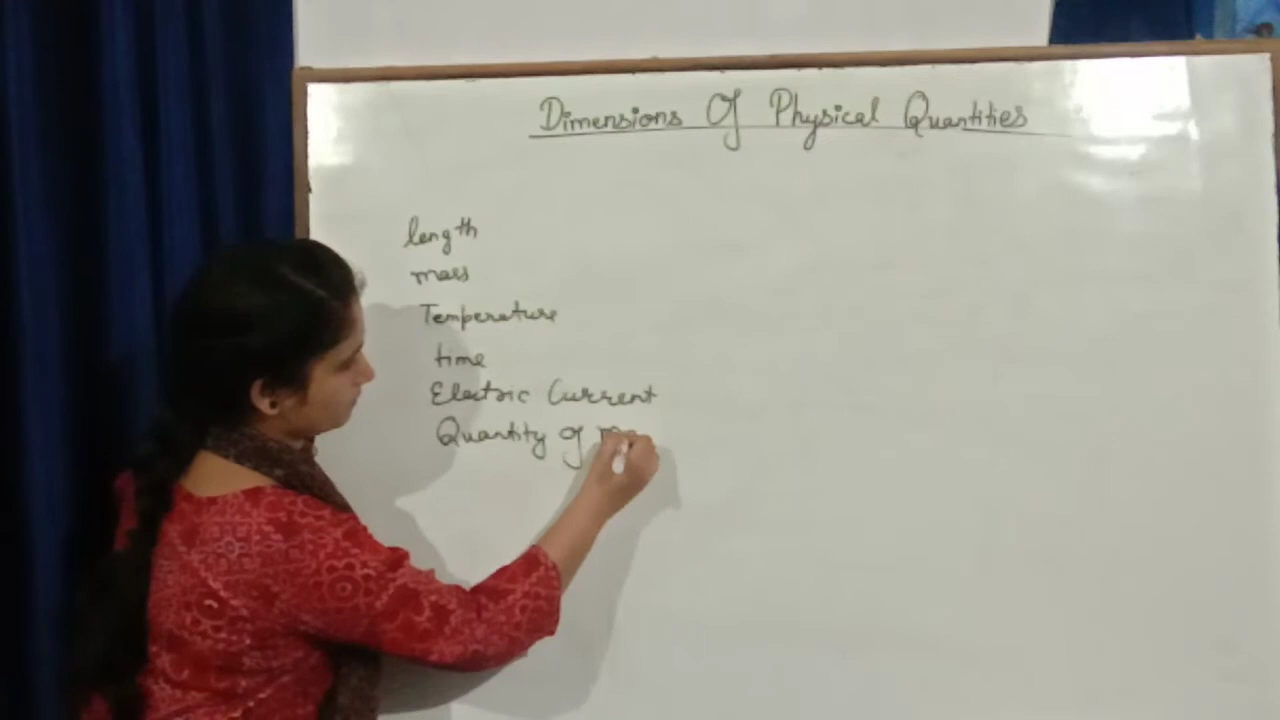 Dimensions Of Physical Quantities
length
mass
Temperature
time
Electric Current
Quantity of